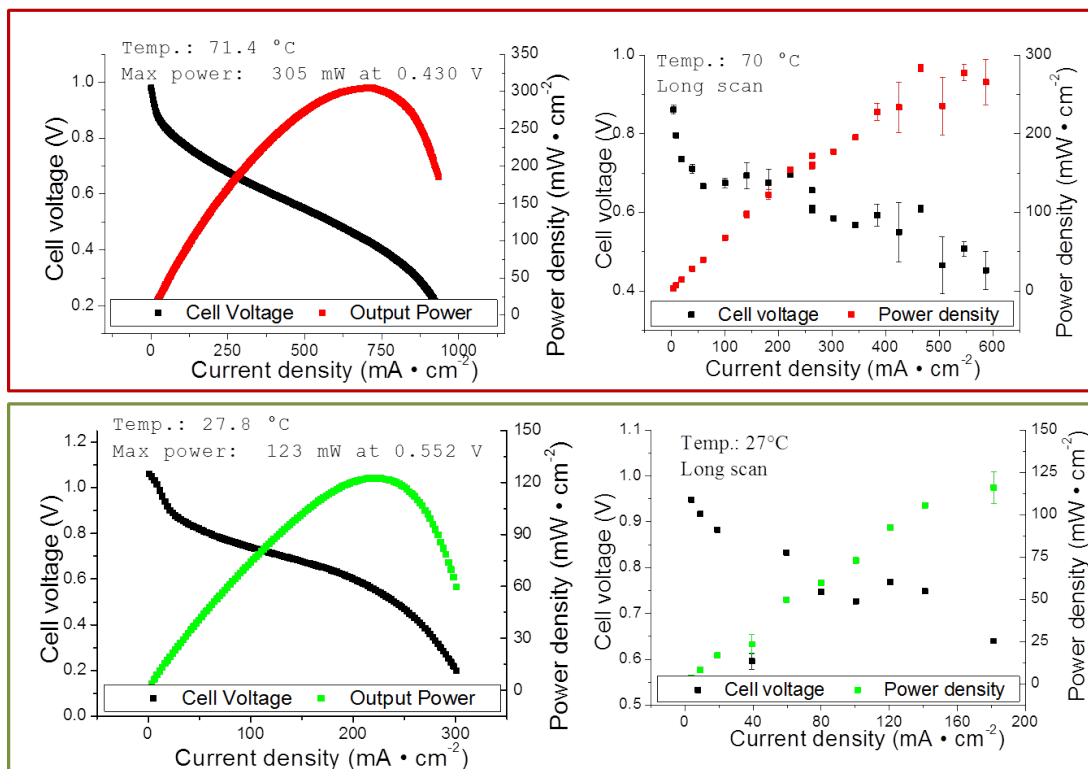 Temp.: 71.4 °C
Max power: 305 mW at 0.430 V
Cell voltage (V)
1.0
0.8
0.6
0.4
0.2
350
300
250
200
150
100
50
0
Power density (mW • cm-2)
Cell Voltage Output Power
0 250 500 750 1000
Current density (mA • cm-2)
Temp.: 70 °C
Long scan
Cell voltage (V)
1.0
0.8
0.6
0.4
300
200
100
0
Power density (mW • cm-2)
Cell voltage Power density
0 100 200 300 400 500 600
Current density (mA • cm-2)
Temp.: 27.8 °C
Max power: 123 mW at 0.552 V
Cell voltage (V)
1.2
1.0
0.8
0.6
0.4
0.2
0.0
150
120
90
60
30
0
Power density (mW • cm-2)
Cell Voltage Output Power
0 100 200 300
Current density (mA • cm-2)
Temp.: 27°C
Long scan
Cell voltage (V)
1.1
1.0
0.9
0.8
0.7
0.6
0.5
150
125
100
75
50
25
0
Power density (mW • cm-2)
Cell voltage Power density
0 40 80 120 160 200
Current density (mA • cm-2)